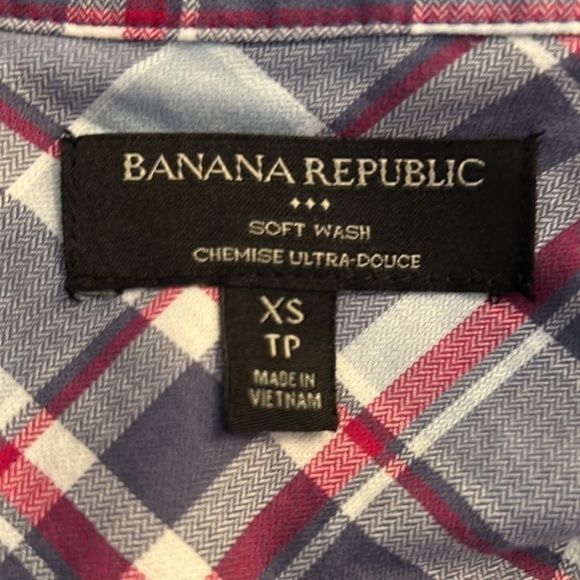 BANANA REPUBLIC
SOFT WASH
CHEMISE ULTRA-DOUCE
XS
TP
MADE IN
VIETNAM